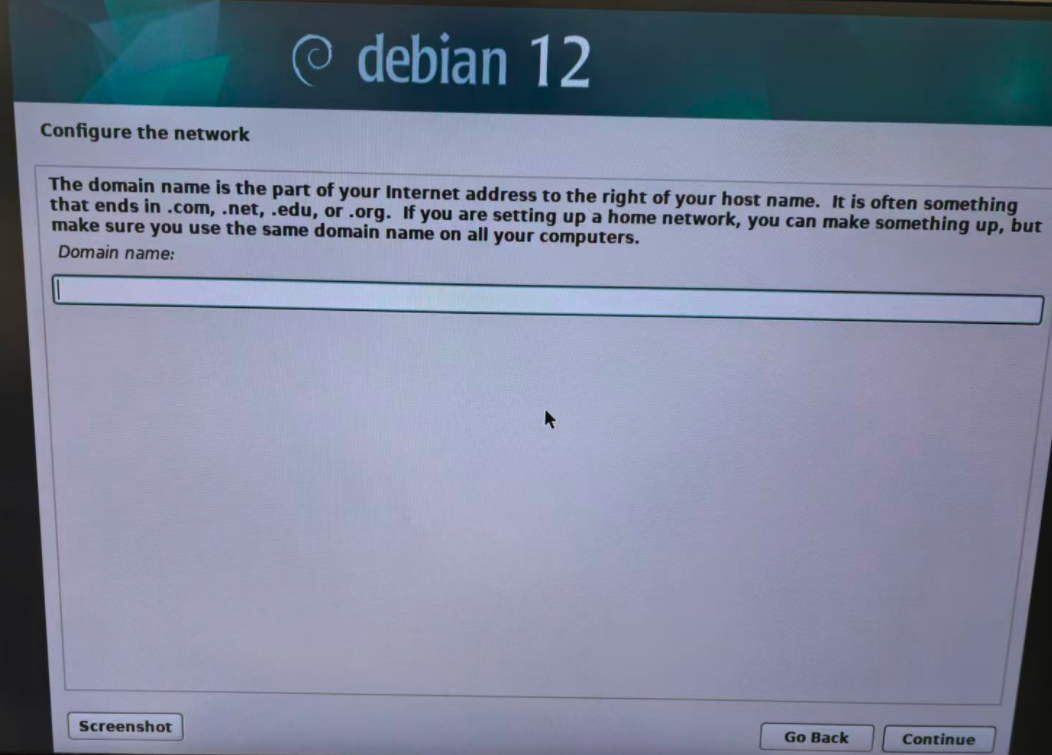 debian 12
Configure the network
The domain name is the part of your Internet address to the right of your host name.  It is often something
that ends in .com, .net, .edu, or .org.  If you are setting up a home network, you can make something up, but
make sure you use the same domain name on all your computers.
Domain name:
Screenshot
Go Back
Continue